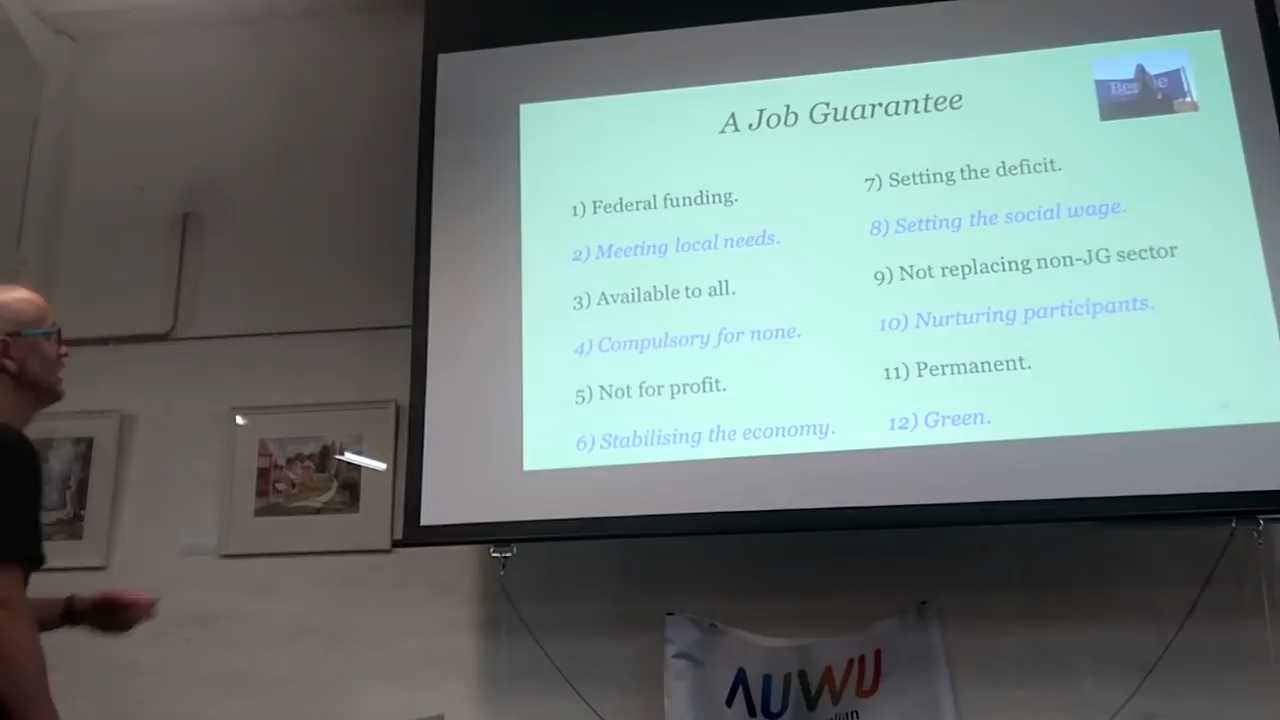 A Job Guarantee
1) Federal funding.
2) Meeting local needs.
3) Available to all.
4) Compulsory for none.
5) Not for profit.
6) Stabilising the economy.
7) Setting the deficit.
8) Setting the social wage.
9) Not replacing non-JG sector
10) Nurturing participants.
11) Permanent.
12) Green.
AUWU